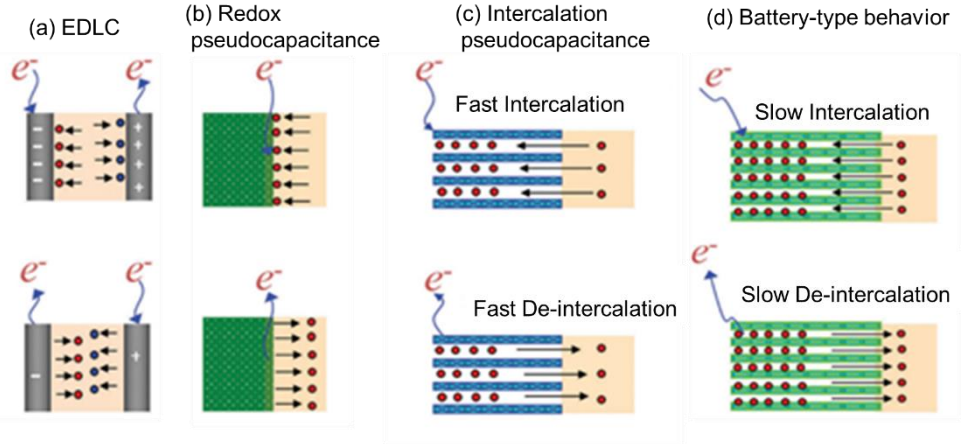 (a) EDLC
(b) Redox
pseudocapacitance
(c) Intercalation
pseudocapacitance
(d) Battery-type behavior
e-
e-
e-
e-
e-
Fast Intercalation
Slow Intercalation
- +
- +
- +
- +
e-
e-
e-
e-
e-
Fast De-intercalation
Slow De-intercalation
- +